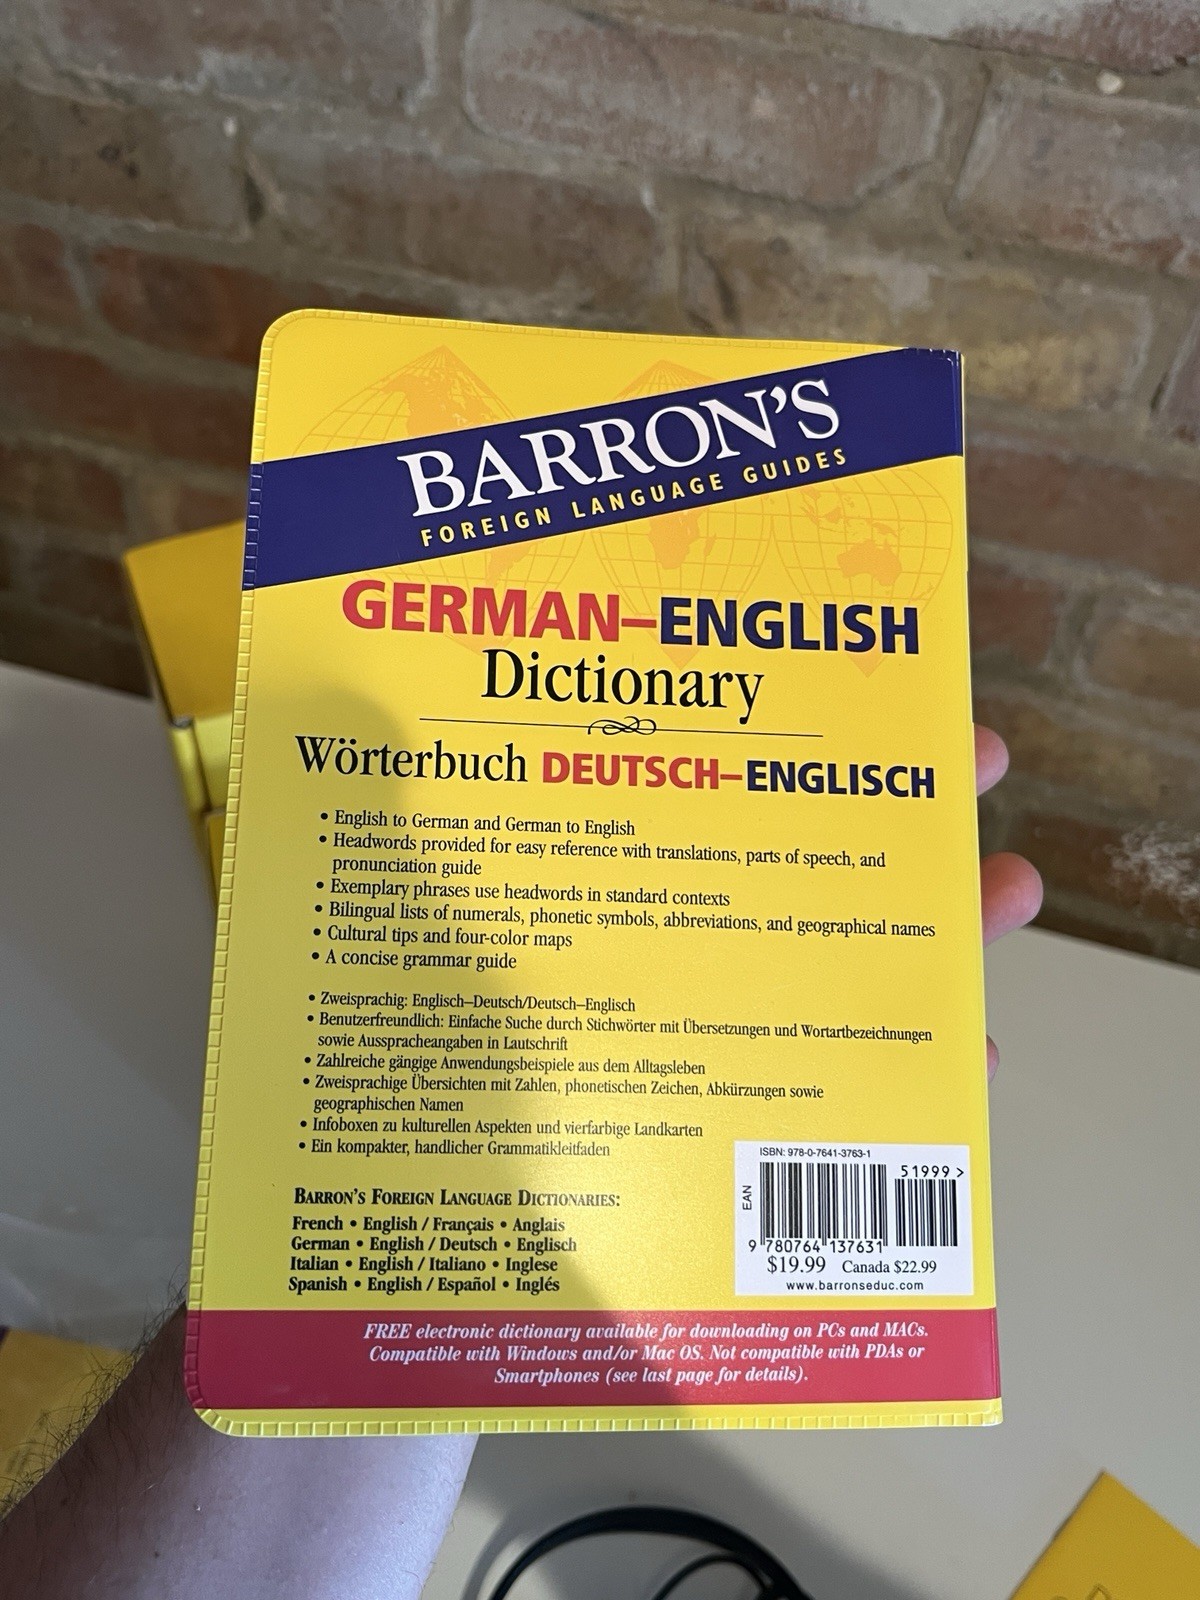 BARRON'S
FOREIGN LANGUAGE GUIDES
GERMAN–ENGLISH
Dictionary
Wörterbuch DEUTSCH–ENGLISCH
• English to German and German to English
• Headwords provided for easy reference with translations, parts of speech, and
pronunciation guide
• Exemplary phrases use headwords in standard contexts
• Bilingual lists of numerals, phonetic symbols, abbreviations, and geographical names
• Cultural tips and four-color maps
• A concise grammar guide
• Zweisprachig: Englisch–Deutsch/Deutsch–Englisch
• Benutzerfreundlich: Einfache Suche durch Stichwörter mit Übersetzungen und Wortartbezeichnungen
sowie Ausspracheangaben in Lautschrift
• Zahlreiche gängige Anwendungsbeispiele aus dem Alltagsleben
• Zweisprachige Übersichten mit Zahlen, phonetischen Zeichen, Abkürzungen sowie
geographischen Namen
• Infoboxen zu kulturellen Aspekten und vierfarbige Landkarten
• Ein kompakter, handlicher Grammatikleitfaden
BARRON'S FOREIGN LANGUAGE DICTIONARIES:
French • English / Français • Anglais
German • English / Deutsch • Englisch
Italian • English / Italiano • Inglese
Spanish • English / Español • Inglés
ISBN: 978-0-7641-3763-1
51999 >
EAN
9 780764 137631
$19.99 Canada $22.99
www.barronseduc.com
FREE electronic dictionary available for downloading on PCs and MACs.
Compatible with Windows and/or Mac OS. Not compatible with PDAs or
Smartphones (see last page for details).